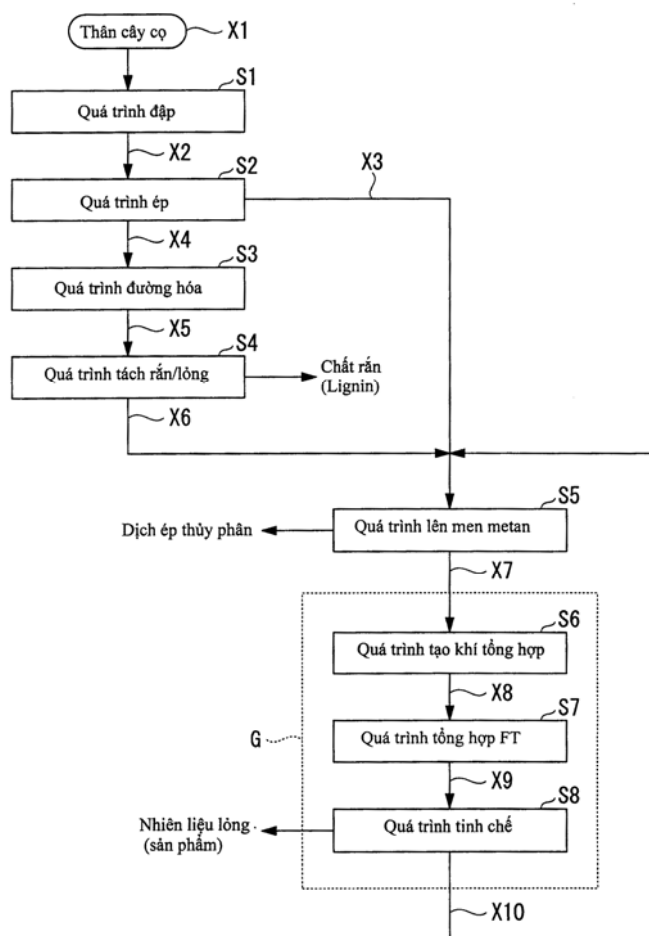 Thân cây cọ
X1
S1
Quá trình đập
X2
S2
X3
Quá trình ép
X4
S3
Quá trình đường hóa
X5
S4
Quá trình tách rắn/lỏng
Chất rắn
(Lignin)
X6
S5
Dịch ép thủy phân
Quá trình lên men metan
X7
S6
Quá trình tạo khí tổng hợp
X8
S7
G
Quá trình tổng hợp FT
X9
S8
Nhiên liệu lỏng
(sản phẩm)
Quá trình tinh chế
X10